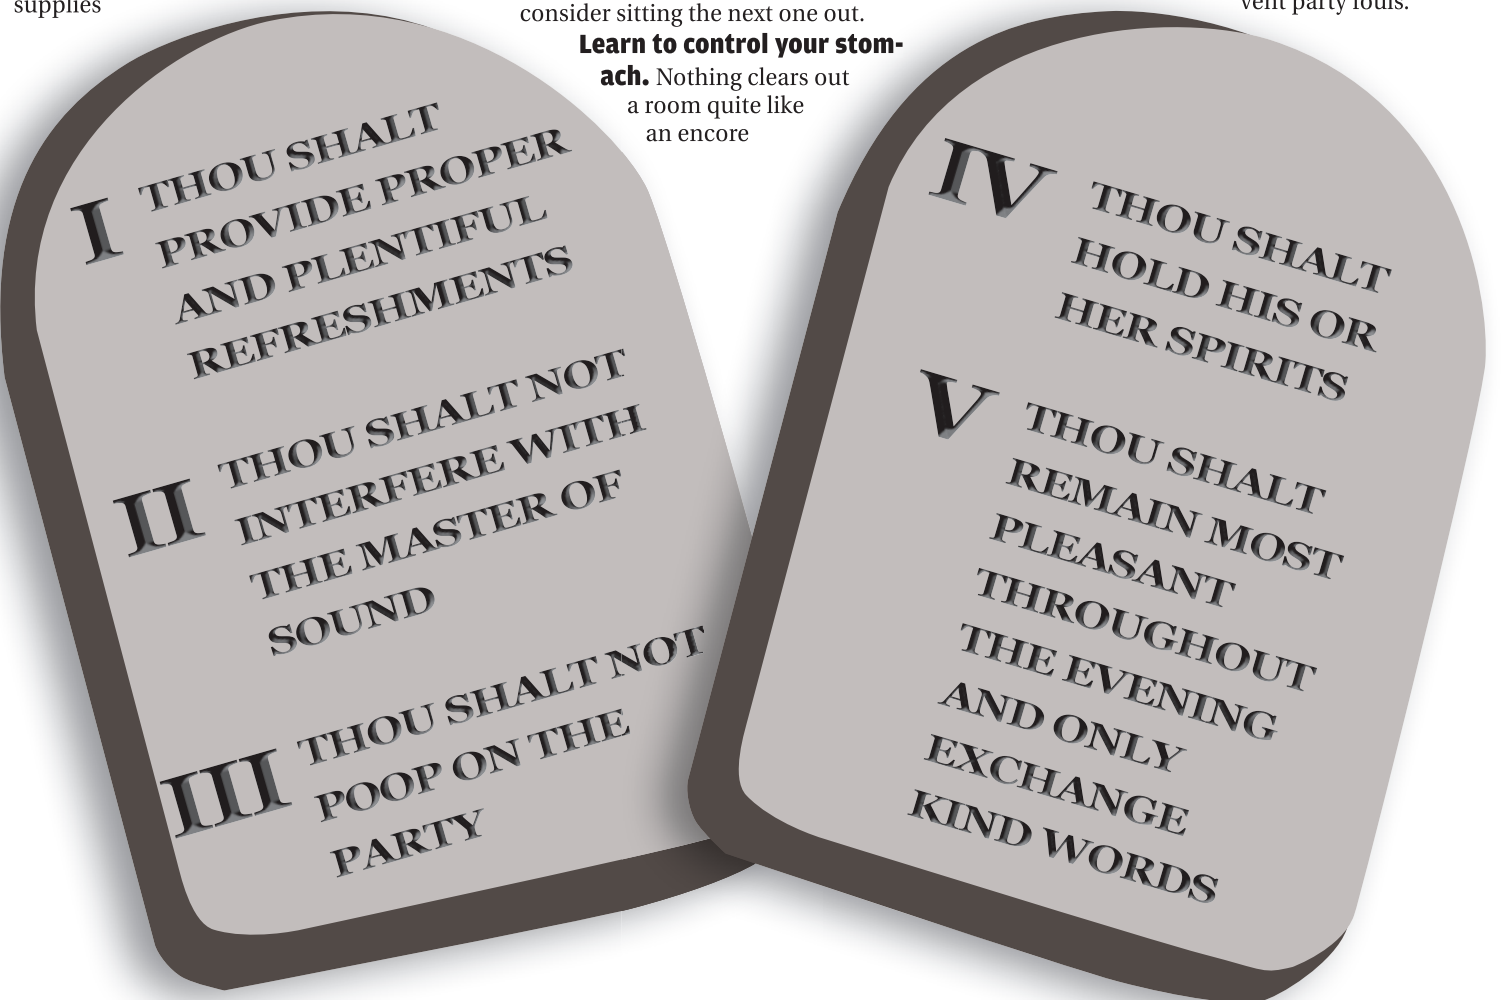 supplies
consider sitting the next one out.
Learn to control your stom-
ach. Nothing clears out
a room quite like
an encore
vent party fouls.
I THOU SHALT
PROVIDE PROPER
AND PLENTIFUL
REFRESHMENTS
II THOU SHALT NOT
INTERFERE WITH
THE MASTER OF
SOUND
III THOU SHALT NOT
POOP ON THE
PARTY
IV THOU SHALT
HOLD HIS OR
HER SPIRITS
V THOU SHALT
REMAIN MOST
PLEASANT
THROUGHOUT
THE EVENING
AND ONLY
EXCHANGE
KIND WORDS